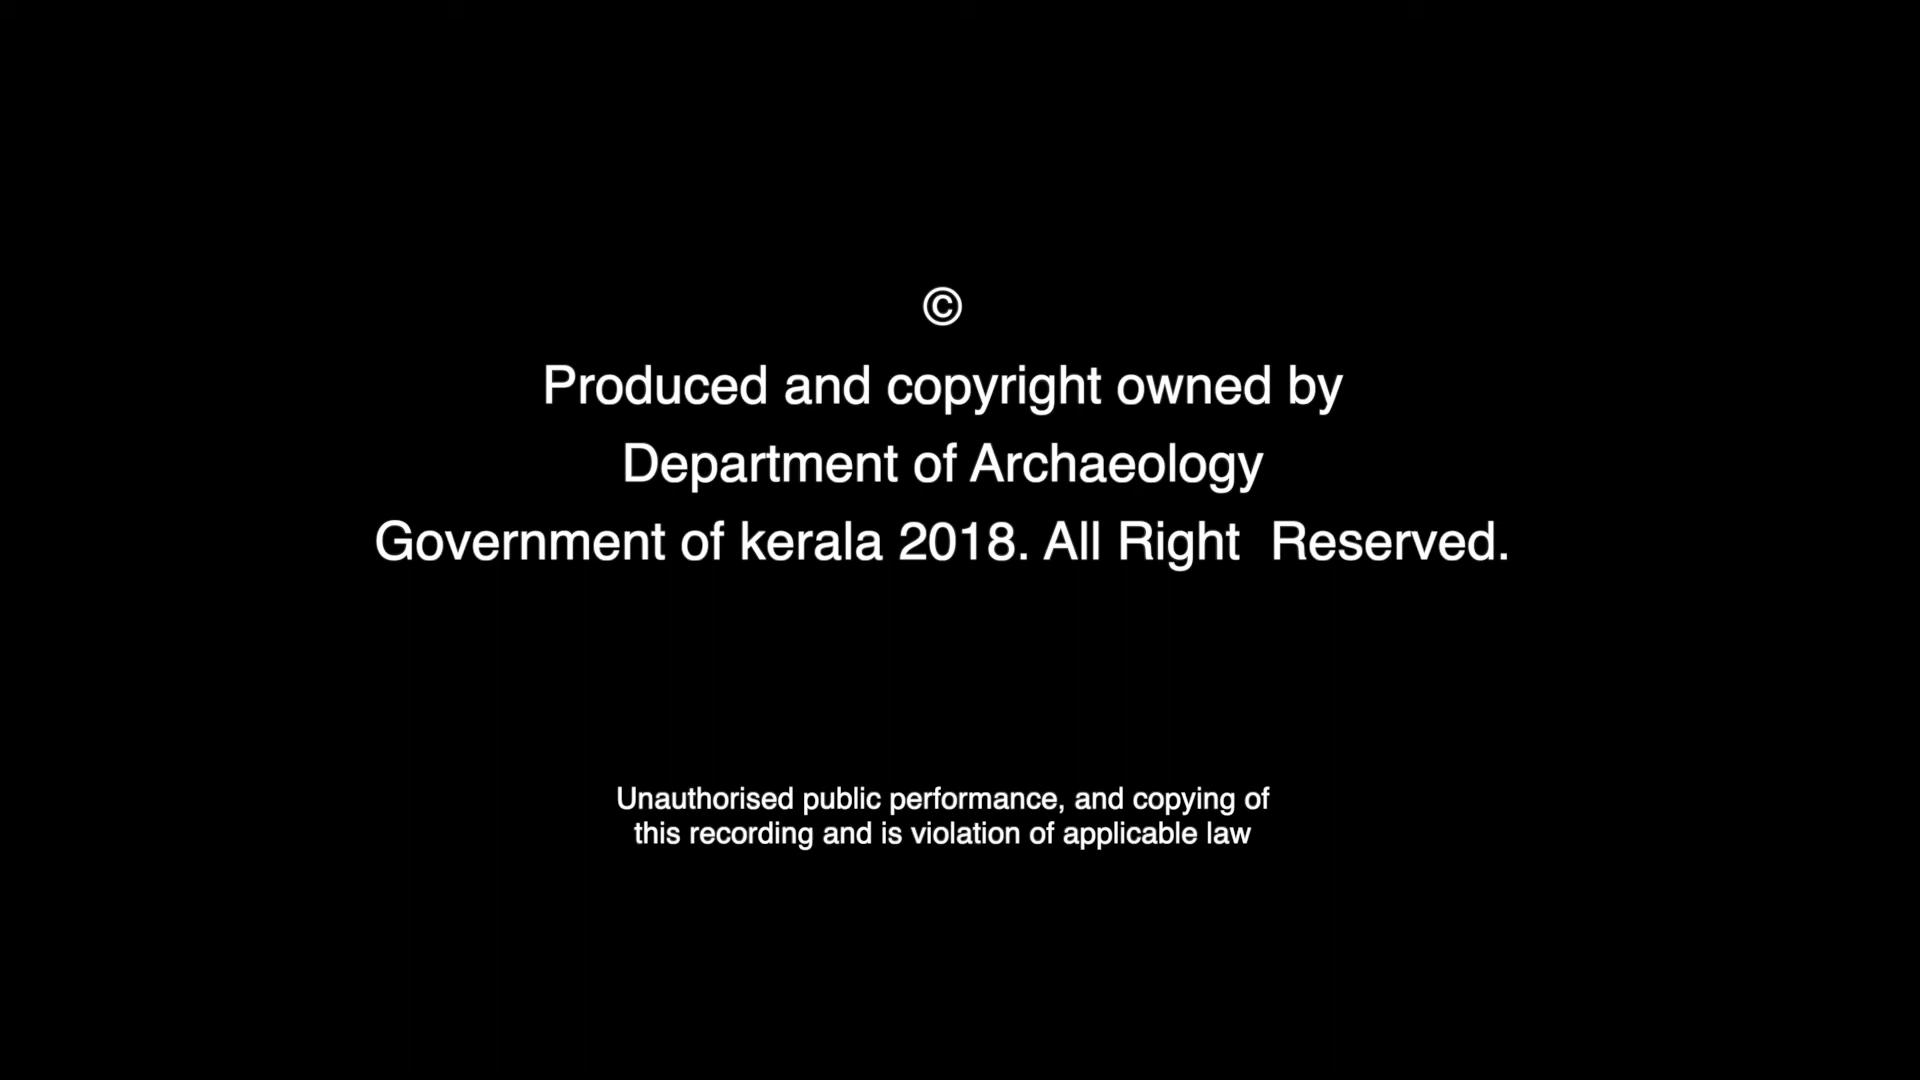 ©
Produced and copyright owned by
Department of Archaeology
Government of kerala 2018. All Right  Reserved.
Unauthorised public performance, and copying of
this recording and is violation of applicable law